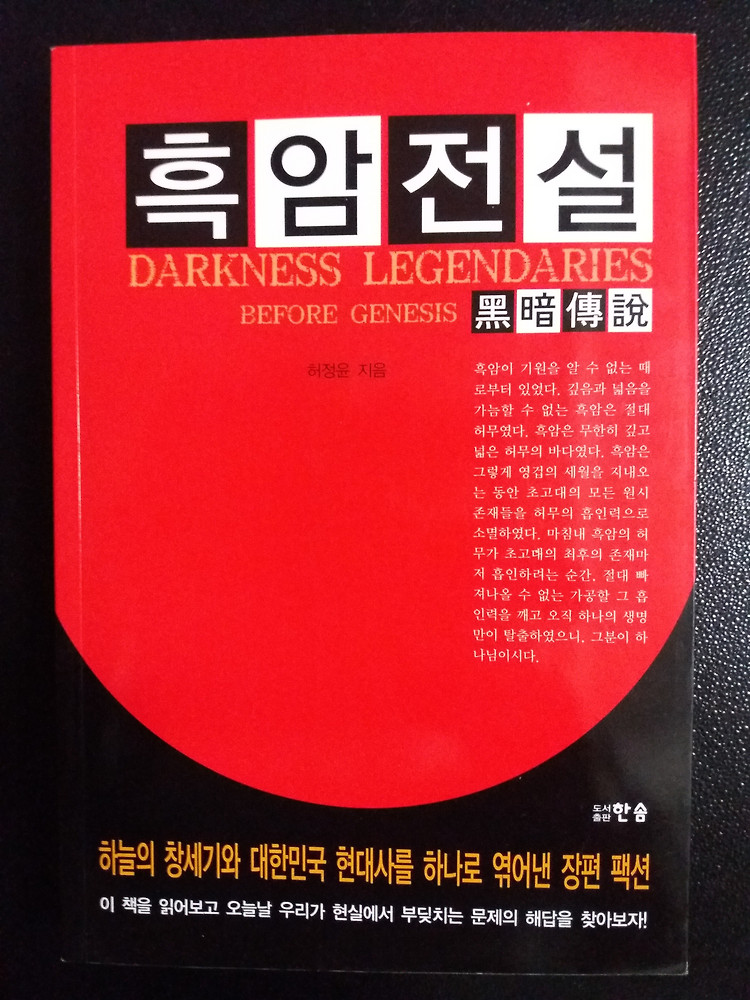 흑암전설
DARKNESS LEGENDARIES
BEFORE GENESIS 黑暗傳說
허정윤 지음
흑암이 기원을 알 수 없는 때
로부터 있었다. 깊음과 넓음을
가늠할 수 없는 흑암은 절대
허무였다. 흑암은 무한히 깊고
넓은 허무의 바다였다. 흑암은
그렇게 영겁의 세월을 지내오
는 동안 초고대의 모든 원시
존재들을 허무의 흡인력으로
소멸하였다. 마침내 흑암의 허
무가 초고대의 최후의 존재마
저 흡인하려는 순간, 절대 빠
져나올 수 없는 가공할 그 흡
인력을 깨고 오직 하나의 생명
만이 탈출하였으니, 그분이 하
나님이시다.
도서
출판 한솜
하늘의 창세기와 대한민국 현대사를 하나로 엮어낸 장편 팩션
이 책을 읽어보고 오늘날 우리가 현실에서 부딪치는 문제의 해답을 찾아보자!